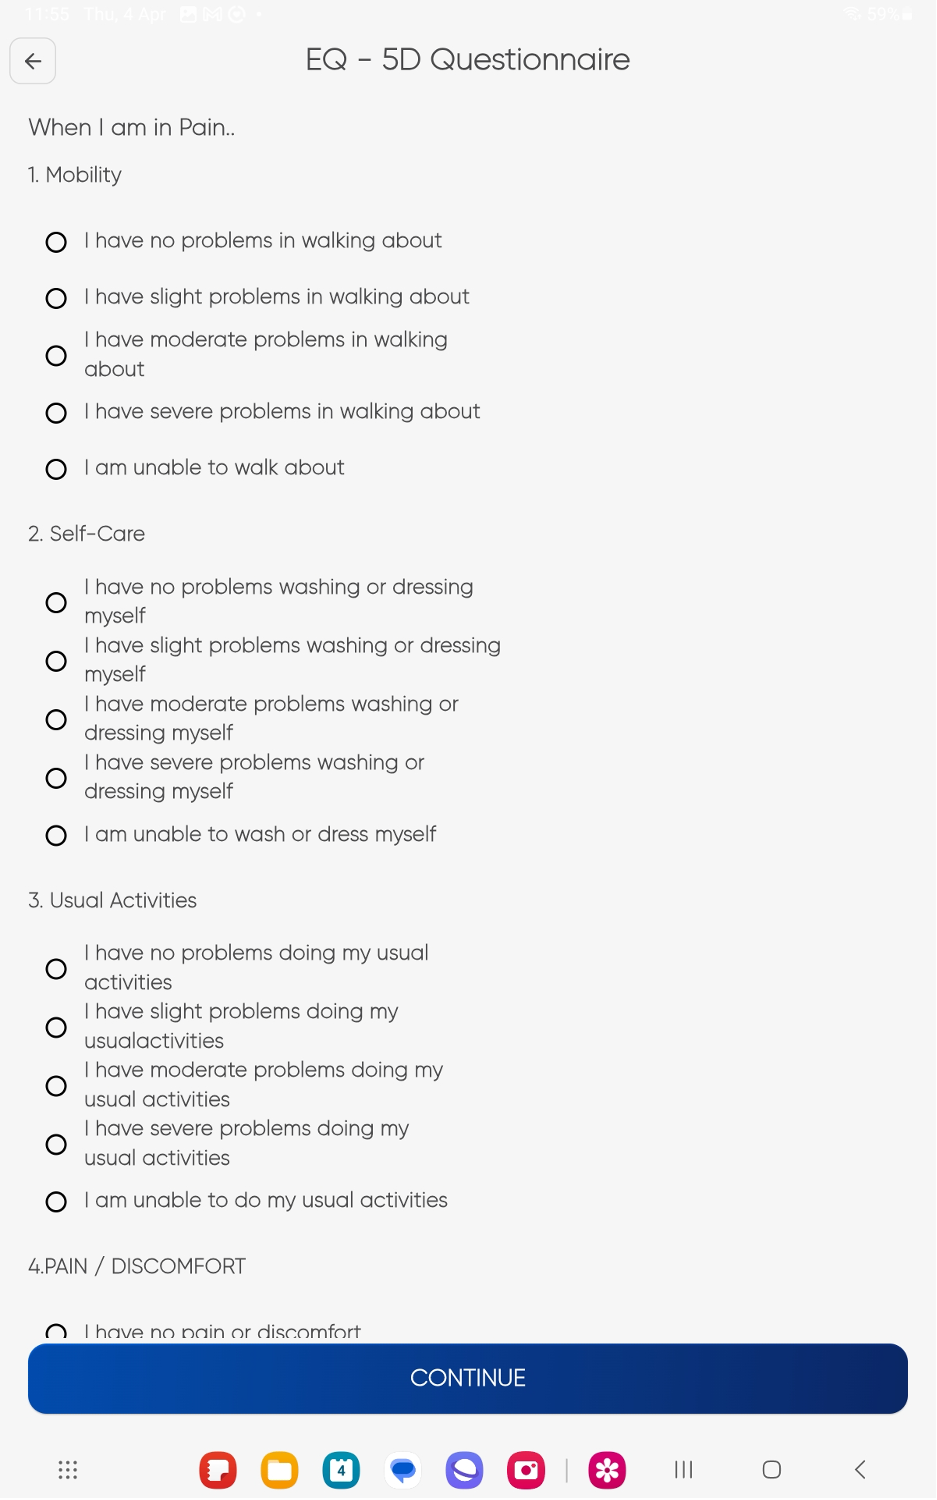 11:55 Thu, 4 Apr
59%
EQ - 5D Questionnaire
When I am in Pain..
1. Mobility
I have no problems in walking about
I have slight problems in walking about
I have moderate problems in walking
about
I have severe problems in walking about
I am unable to walk about
2. Self-Care
I have no problems washing or dressing
myself
I have slight problems washing or dressing
myself
I have moderate problems washing or
dressing myself
I have severe problems washing or
dressing myself
I am unable to wash or dress myself
3. Usual Activities
I have no problems doing my usual
activities
I have slight problems doing my
usualactivities
I have moderate problems doing my
usual activities
I have severe problems doing my
usual activities
I am unable to do my usual activities
4.PAIN / DISCOMFORT
I have no pain or discomfort
CONTINUE
4